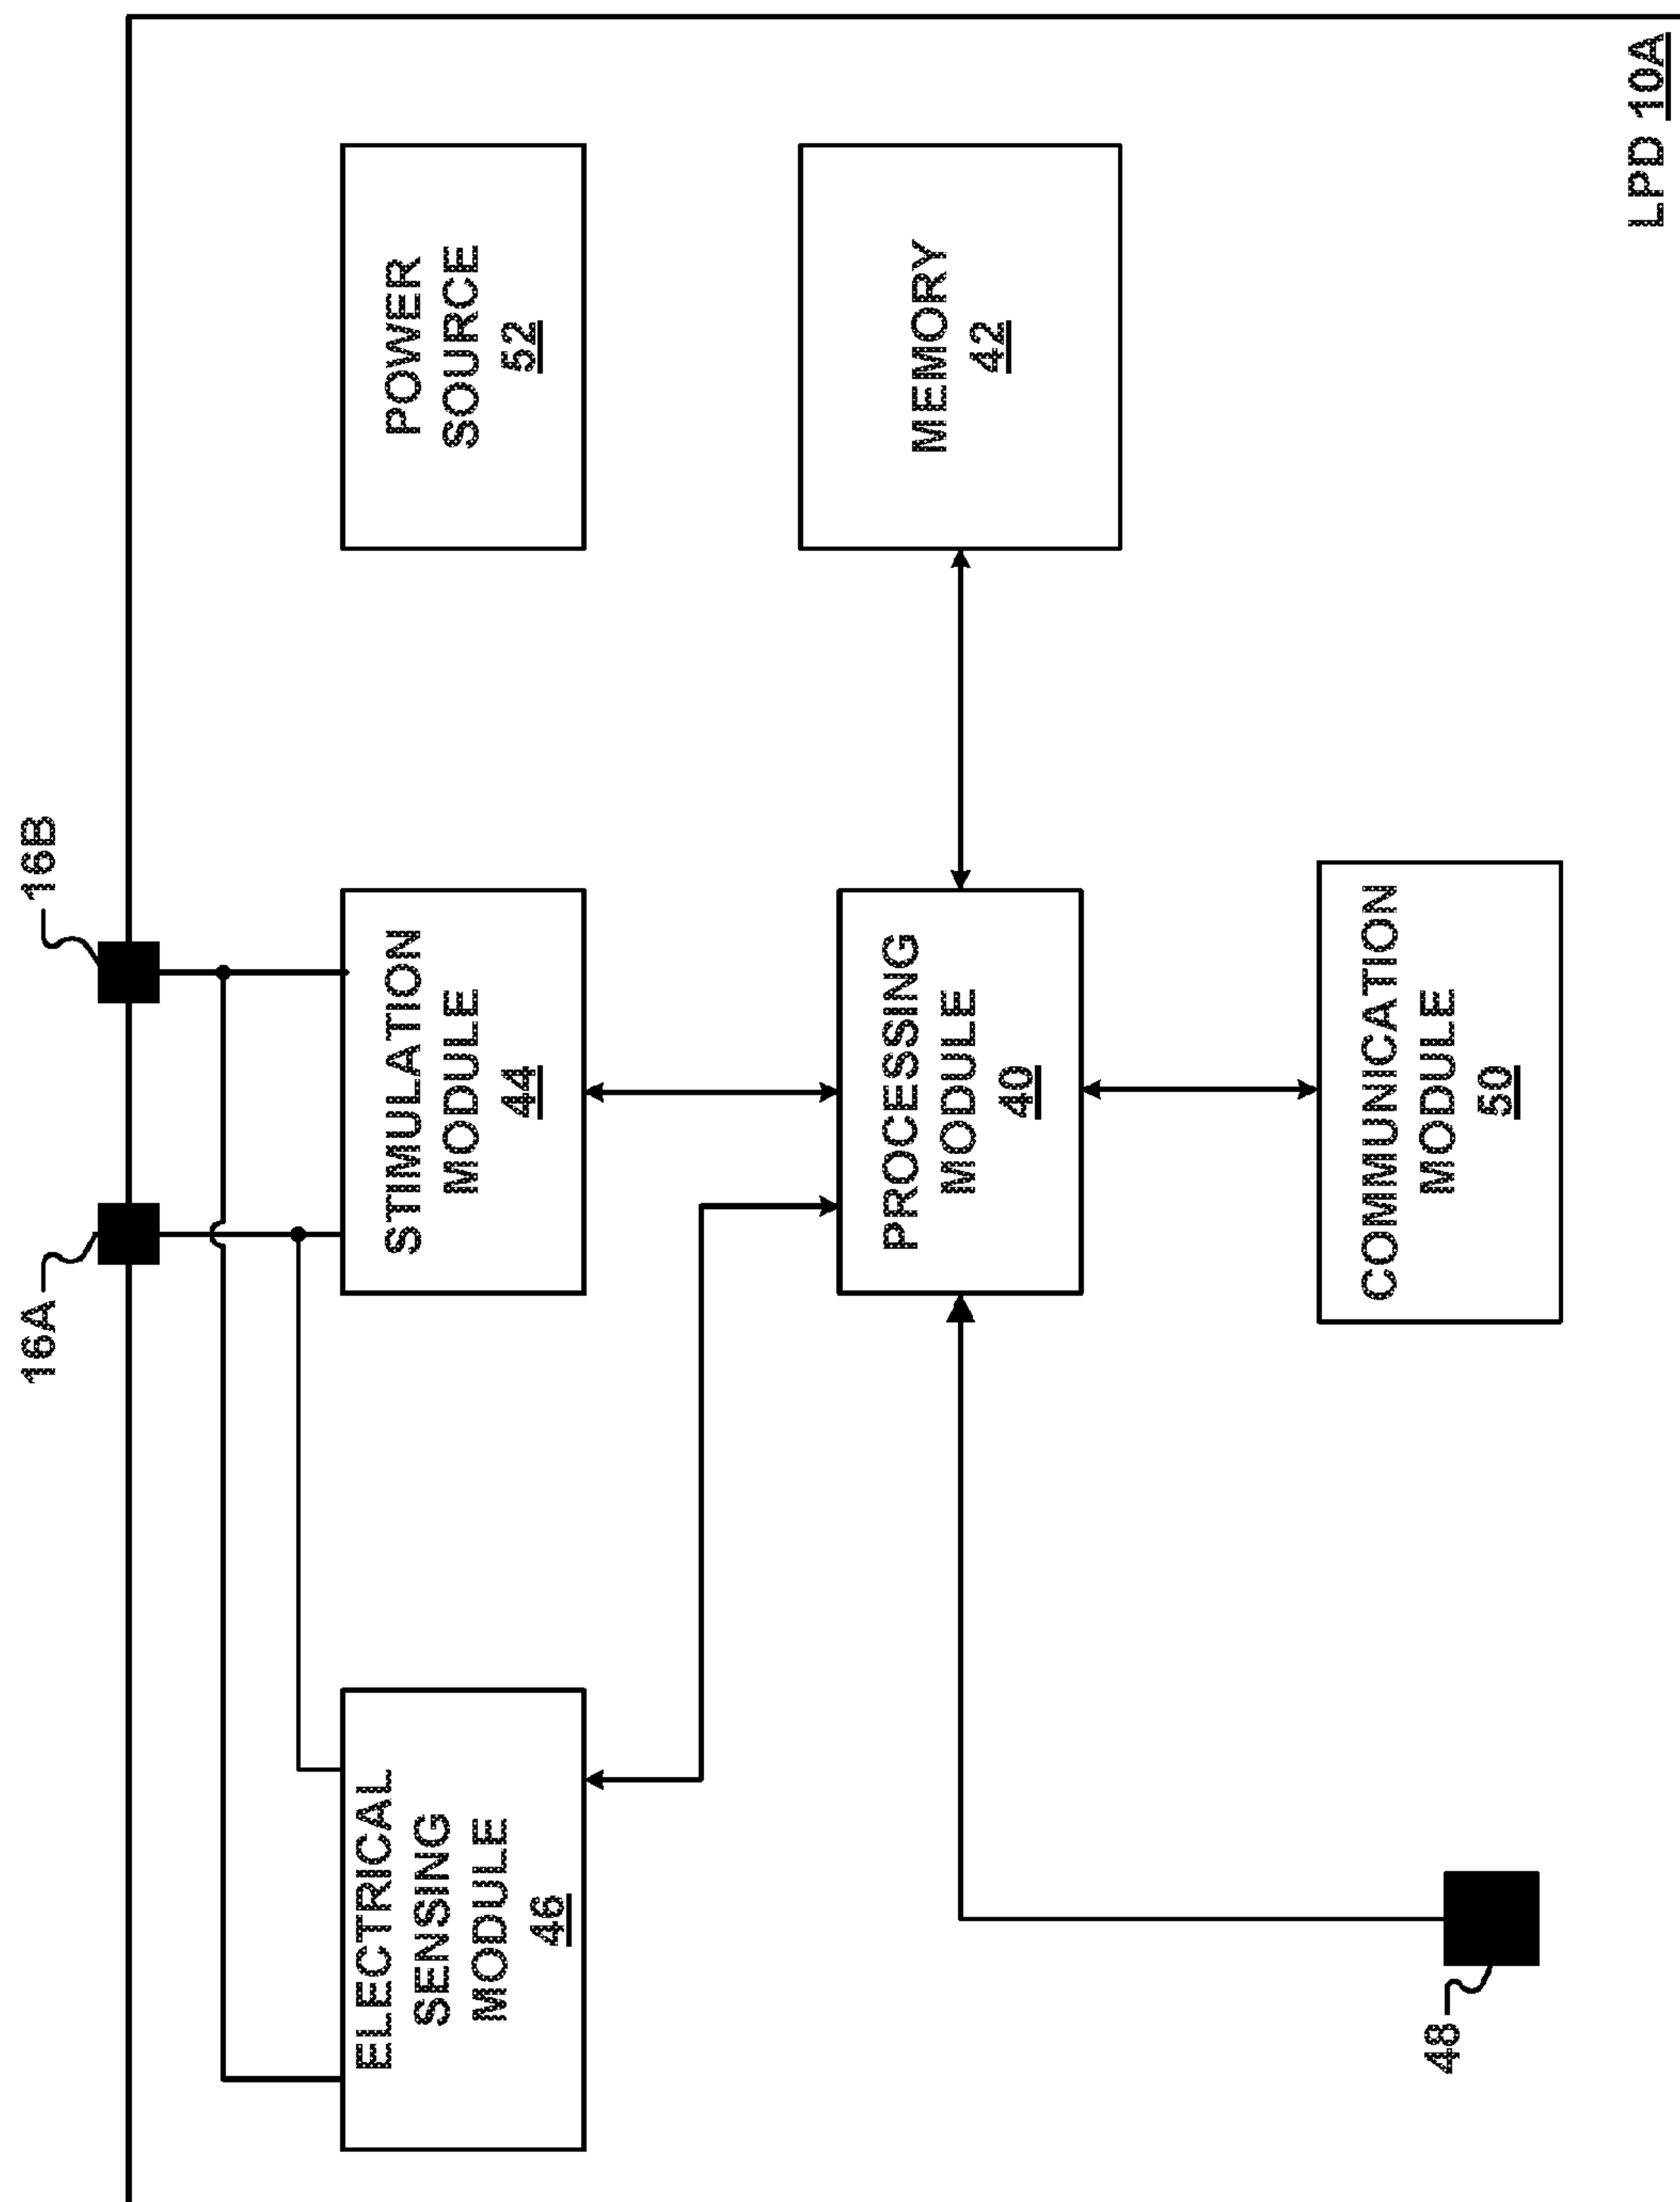 16A
16B
ELECTRICAL
SENSING
MODULE
46
STIMULATION
MODULE
44
POWER
SOURCE
52
PROCESSING
MODULE
40
MEMORY
42
48
COMMUNICATION
MODULE
50
LPD 10A